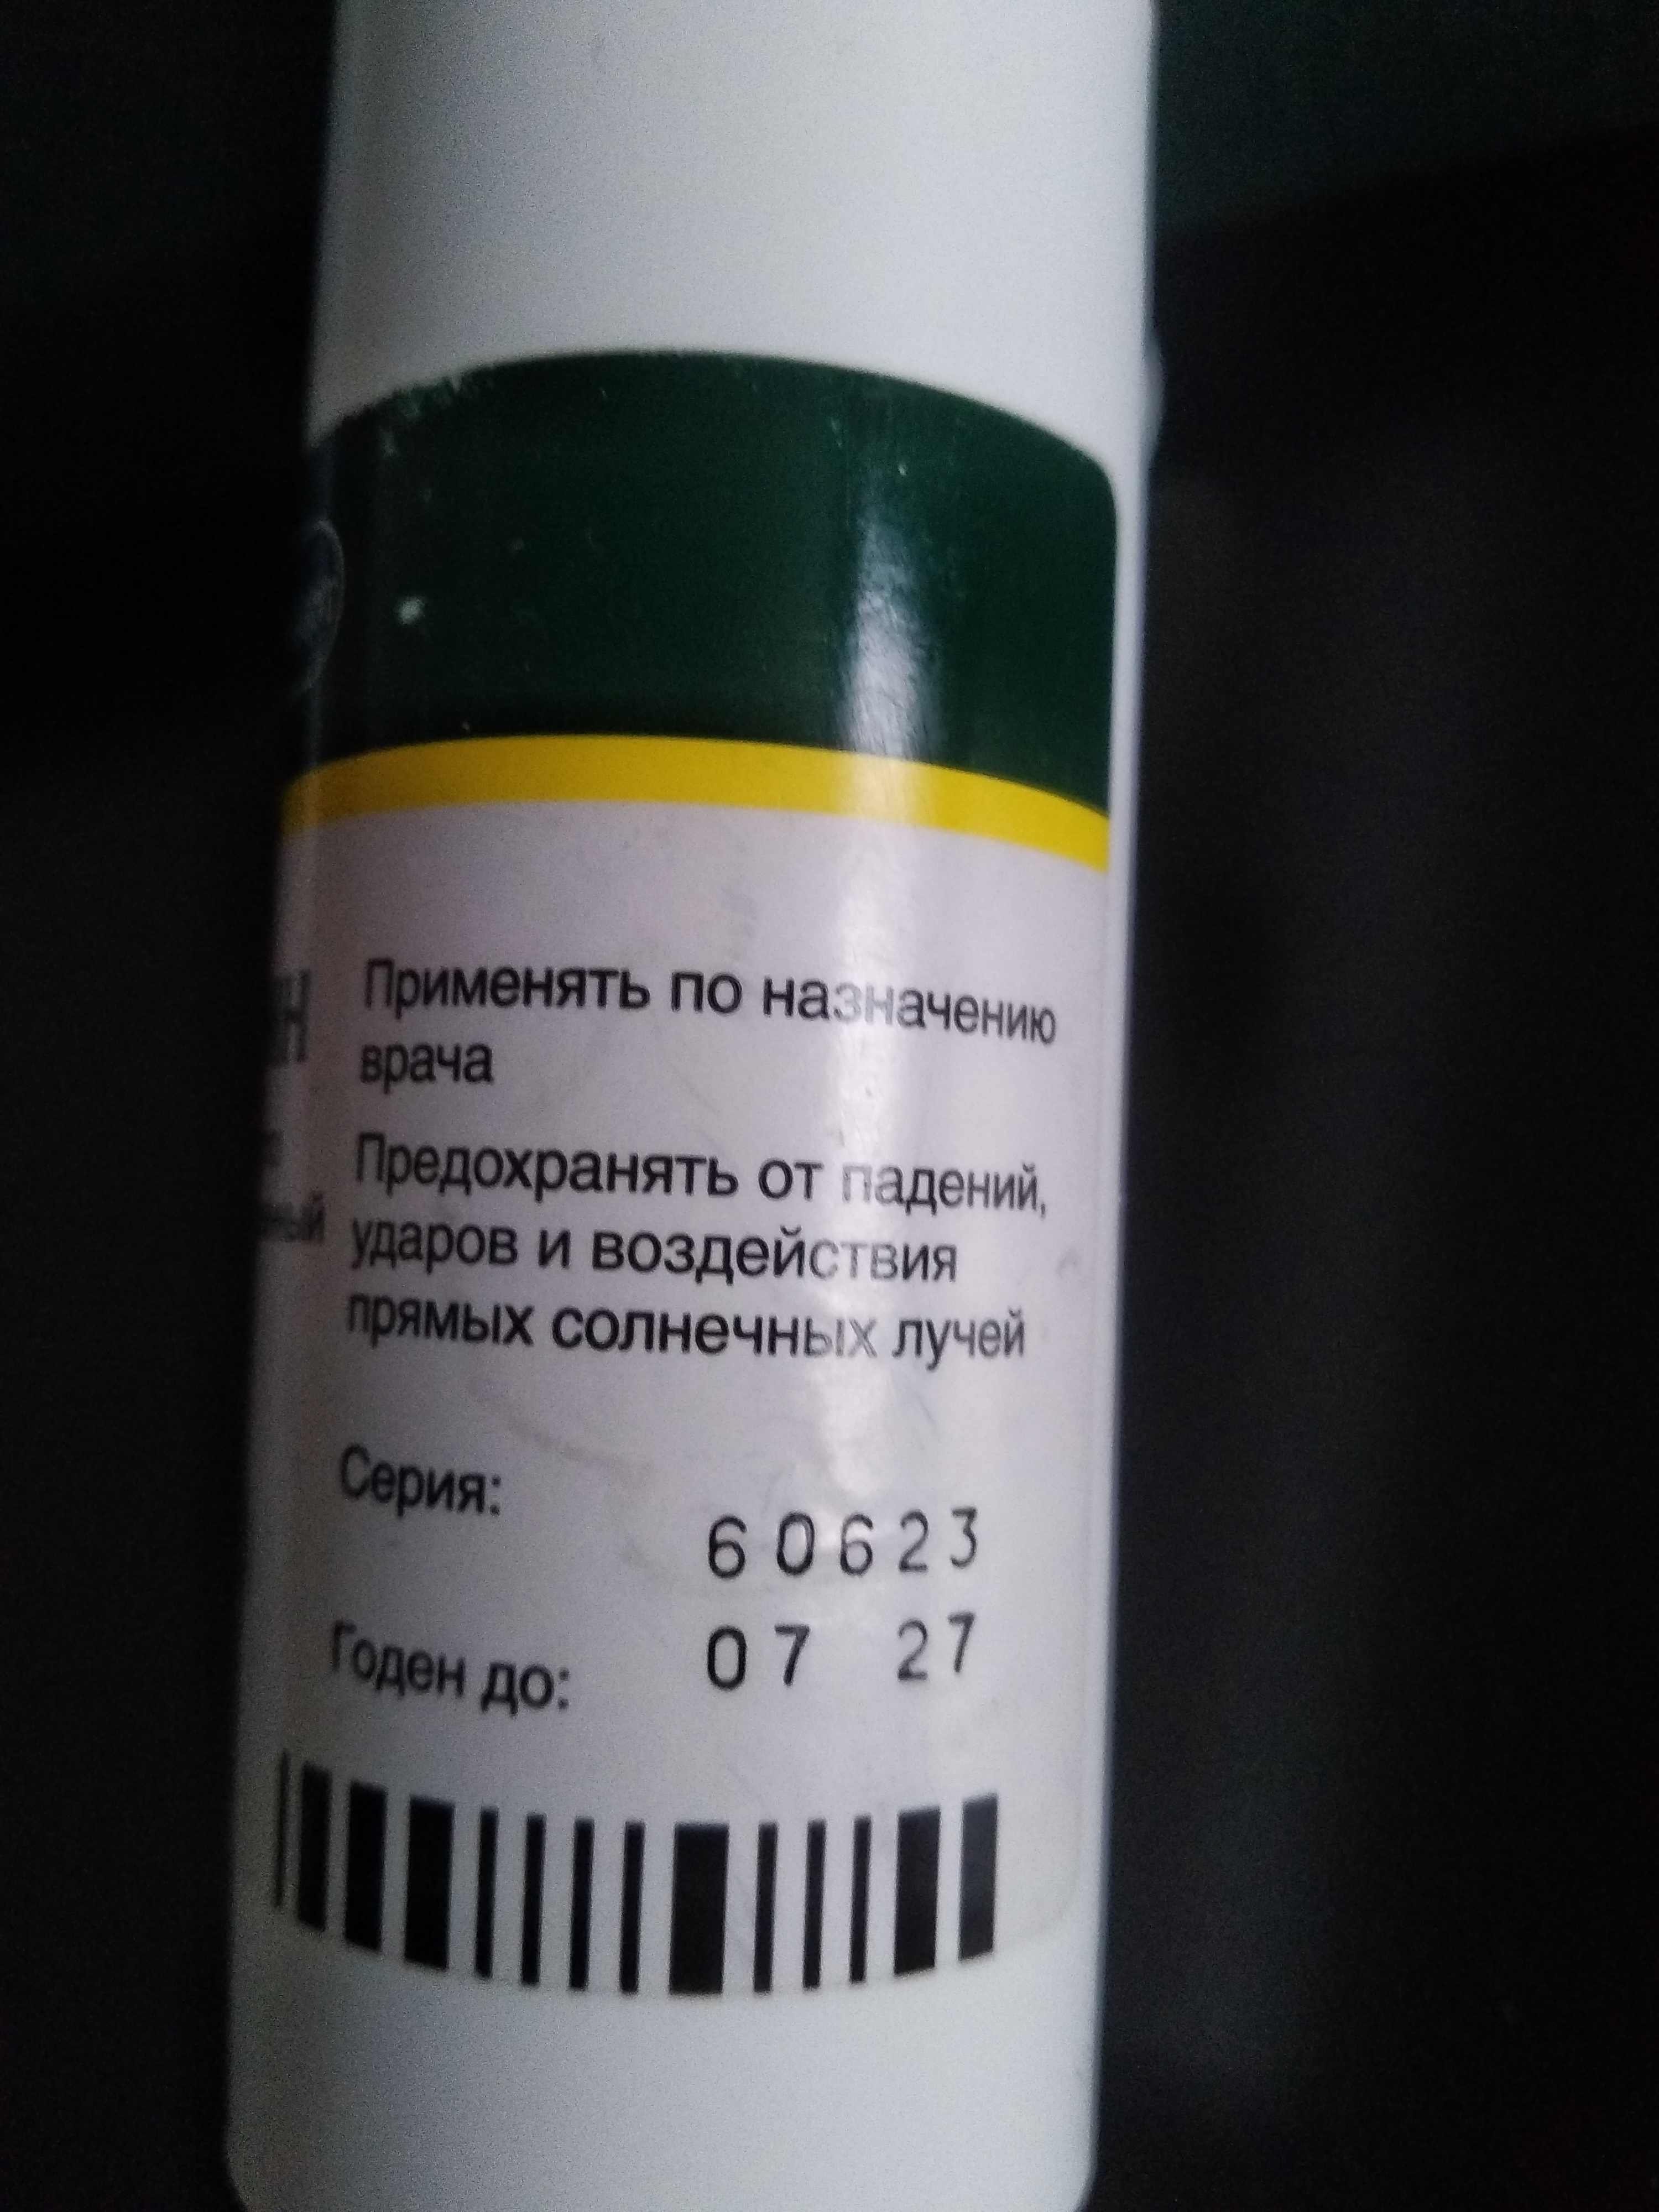 Применять по назначению
врача
Предохранять от падений,
ударов и воздействия
прямых солнечных лучей
Серия: 60623
Годен до: 07 27